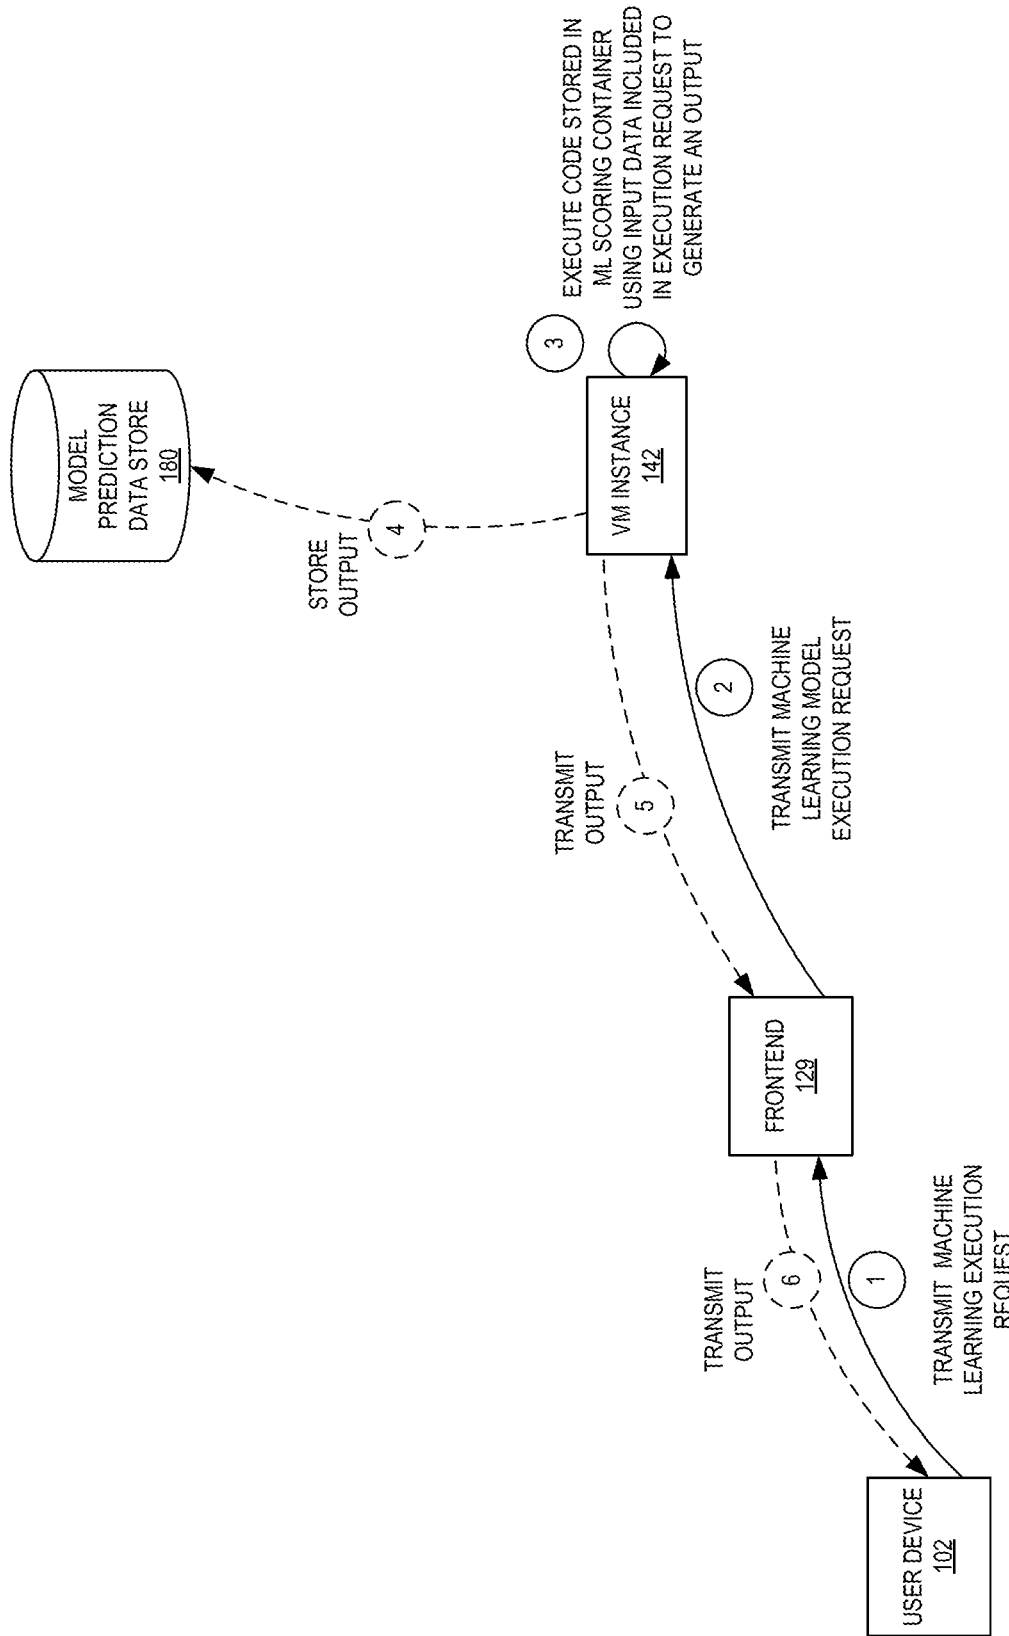 MODEL
PREDICTION
DATA STORE
180
STORE
OUTPUT
4
3
EXECUTE CODE STORED IN
ML SCORING CONTAINER
USING INPUT DATA INCLUDED
IN EXECUTION REQUEST TO
GENERATE AN OUTPUT
VM INSTANCE
142
TRANSMIT
OUTPUT
5
2
TRANSMIT MACHINE
LEARNING MODEL
EXECUTION REQUEST
FRONTEND
129
TRANSMIT
OUTPUT
6
1
TRANSMIT MACHINE
LEARNING EXECUTION
REQUEST
USER DEVICE
102